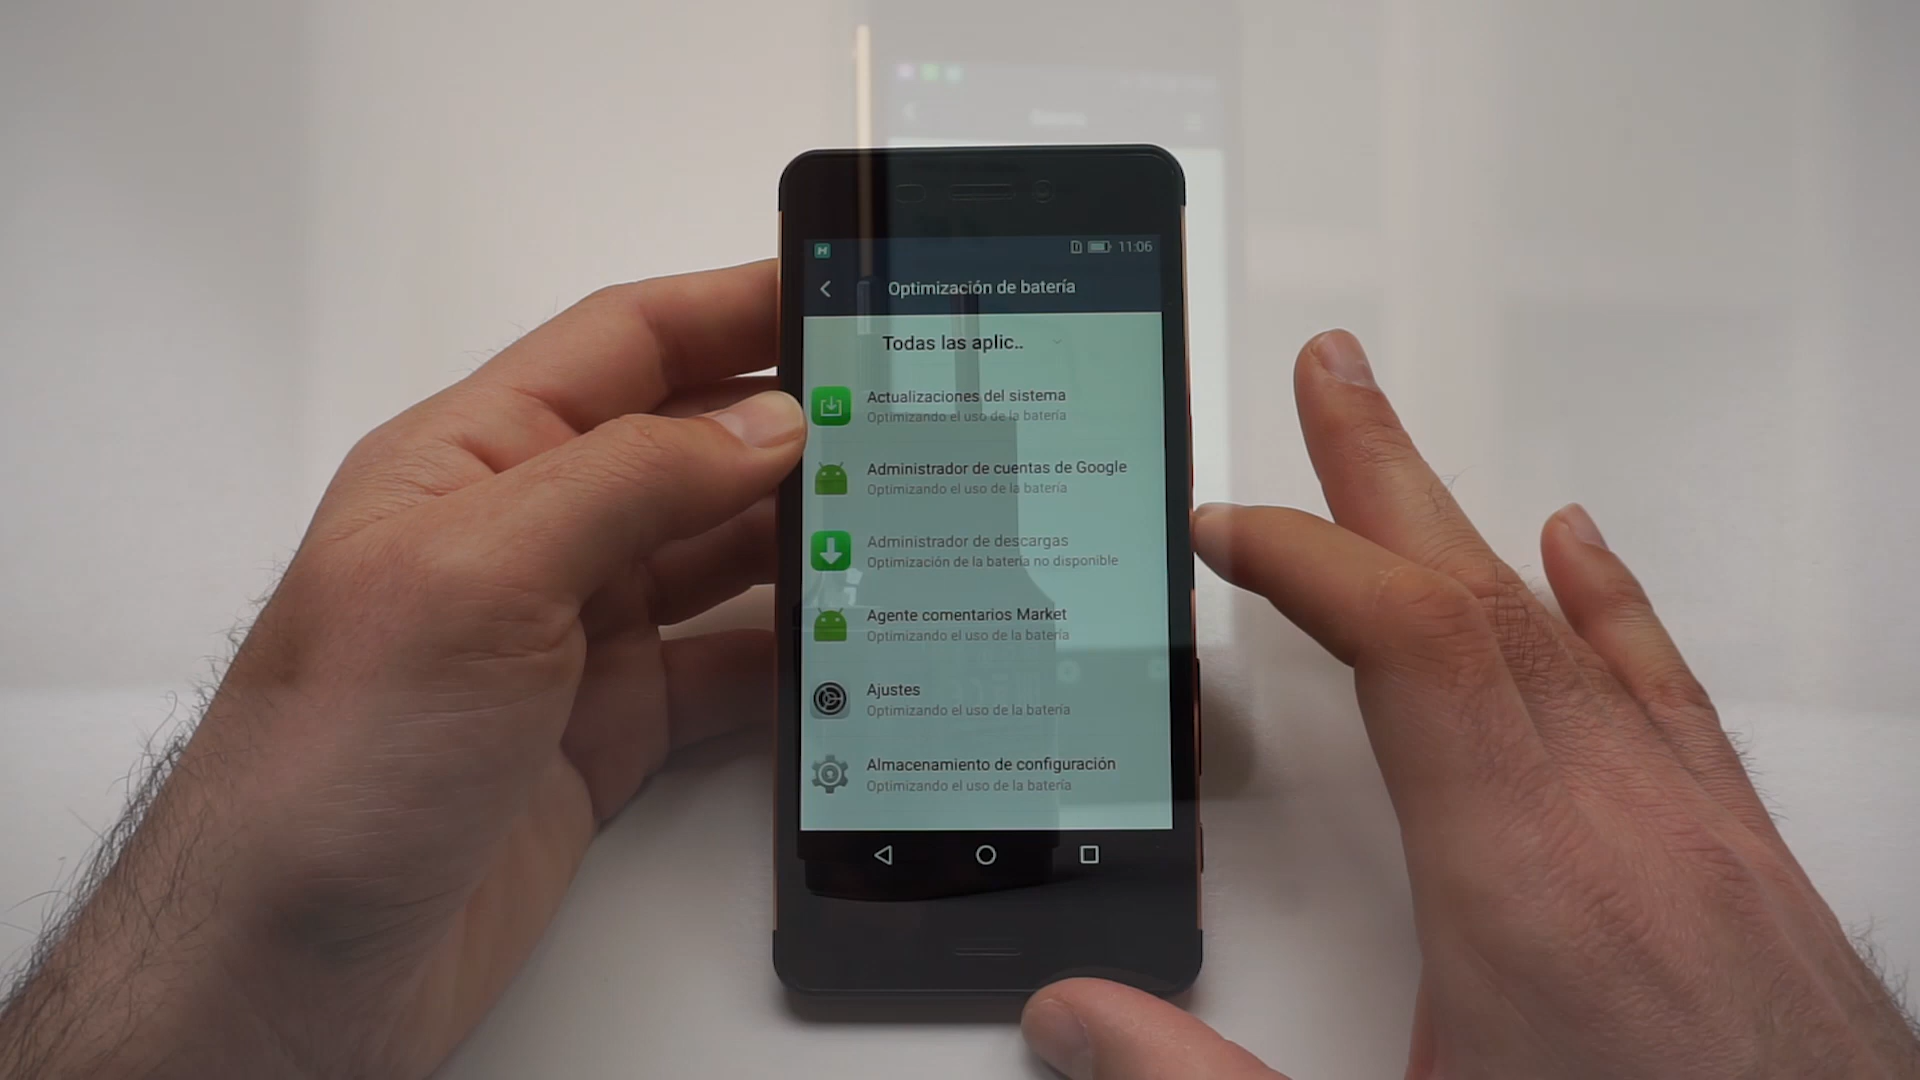 11:06
Optimización de batería
Todas las aplic..
Actualizaciones del sistema
Optimizando el uso de la batería
Administrador de cuentas de Google
Optimizando el uso de la batería
Administrador de descargas
Optimización de la batería no disponible
Agente comentarios Market
Optimizando el uso de la batería
Ajustes
Optimizando el uso de la batería
Almacenamiento de configuración
Optimizando el uso de la batería